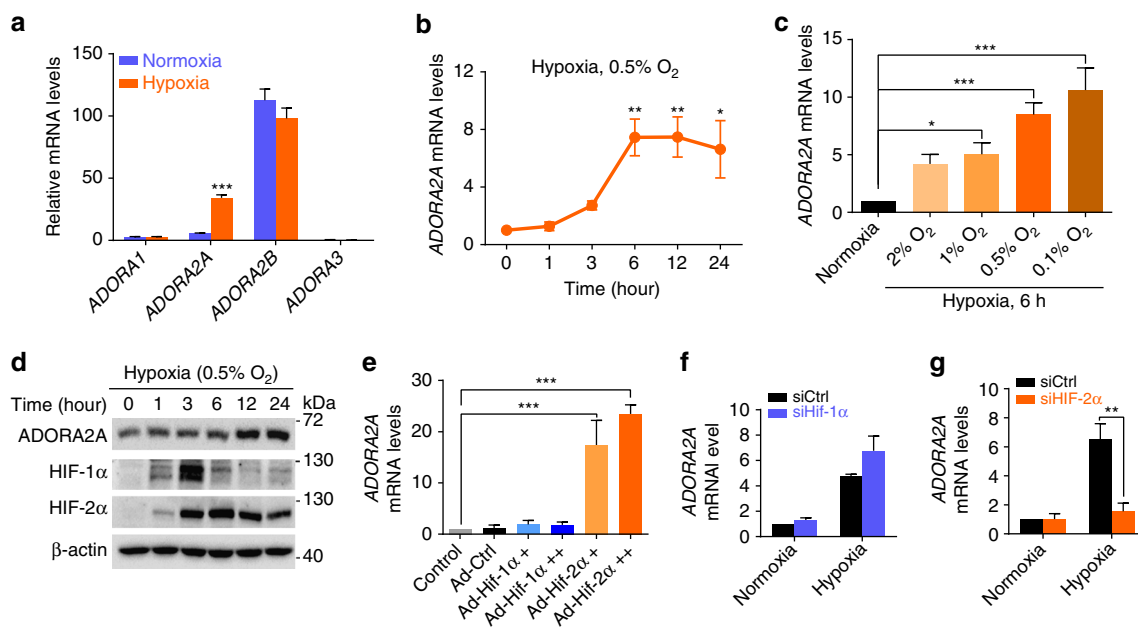 a
Relative mRNA levels
150
100
50
0
Normoxia
Hypoxia
***
ADORA1
ADORA2A
ADORA2B
ADORA3
b
ADORA2A mRNA levels
12
8
4
0
Hypoxia, 0.5% O2
** ** *
0 1 3 6 12 24
Time (hour)
c
ADORA2A mRNA levels
15
10
5
0
***
***
*
Normoxia
2% O2
1% O2
0.5% O2
0.1% O2
Hypoxia, 6 h
d
Hypoxia (0.5% O2)
Time (hour) 0 1 3 6 12 24 kDa
ADORA2A
-72
HIF-1α
-130
HIF-2α
130
-
β-actin
-40
e
ADORA2A
mRNA levels
30
20
10
0
***
***
Control
Ad-Ctrl
Ad-Hif-1α +
Ad-Hif-1α ++
Ad-Hif-2α +
Ad-Hif-2α ++
f
siCtrl
siHif-1α
ADORA2A
mRNAl level
10
8
6
4
2
0
Normoxia
Hypoxia
g
siCtrl
siHIF-2α
ADORA2A
mRNA levels
8
6
4
2
0
**
Normoxia
Hypoxia